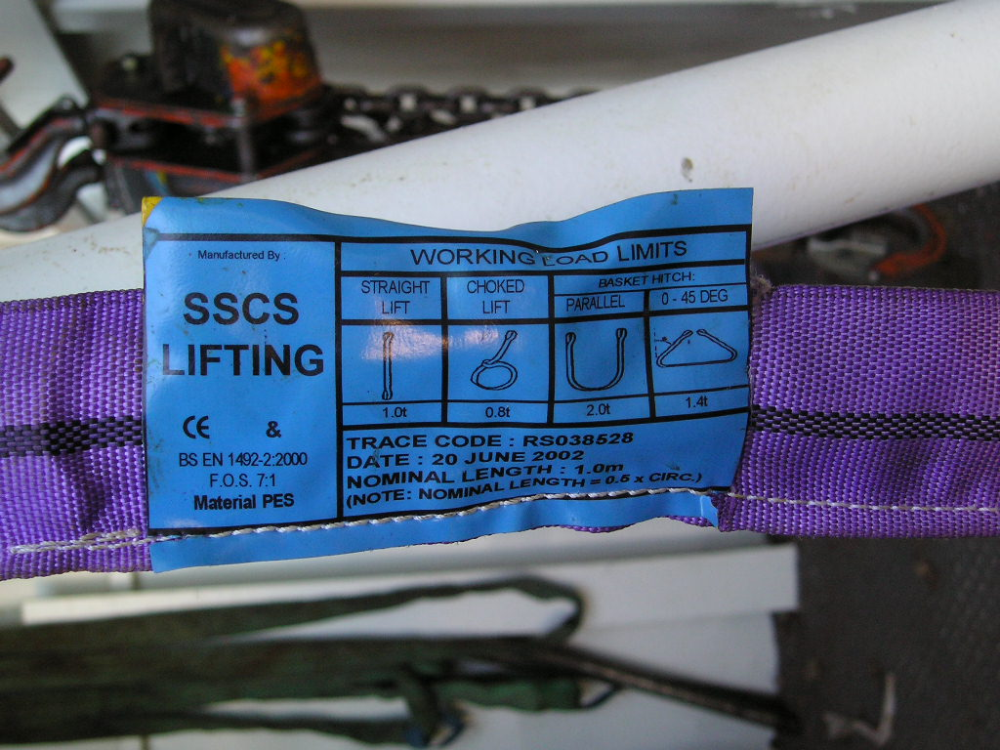 Manufactured By :
SSCS
LIFTING
CE &
BS EN 1492-2:2000
F.O.S. 7:1
Material PES
WORKING LOAD LIMITS
STRAIGHT LIFT
CHOKED LIFT
BASKET HITCH:
PARALLEL
0 - 45 DEG
1.0t
0.8t
2.0t
1.4t
TRACE CODE : RS038528
DATE : 20 JUNE 2002
NOMINAL LENGTH : 1.0m
(NOTE: NOMINAL LENGTH = 0.5 x CIRC.)